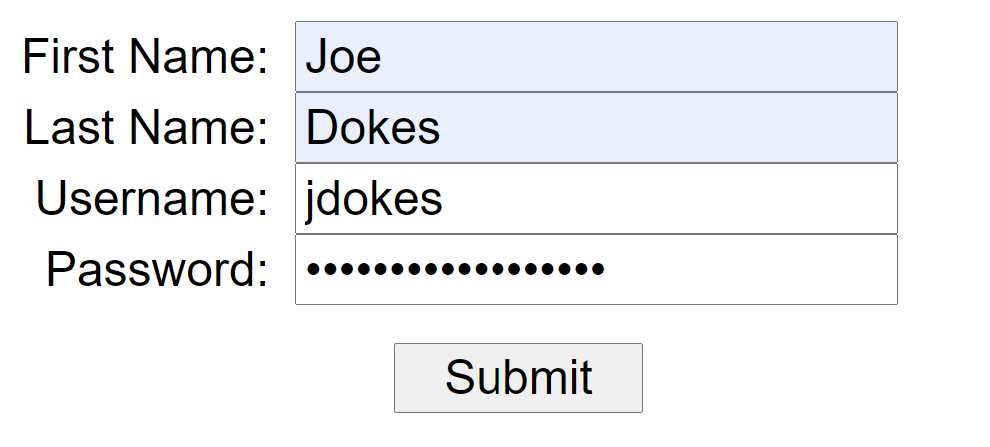 First Name: Joe
Last Name: Dokes
Username: jdokes
Password: ••••••••••••••••••
Submit